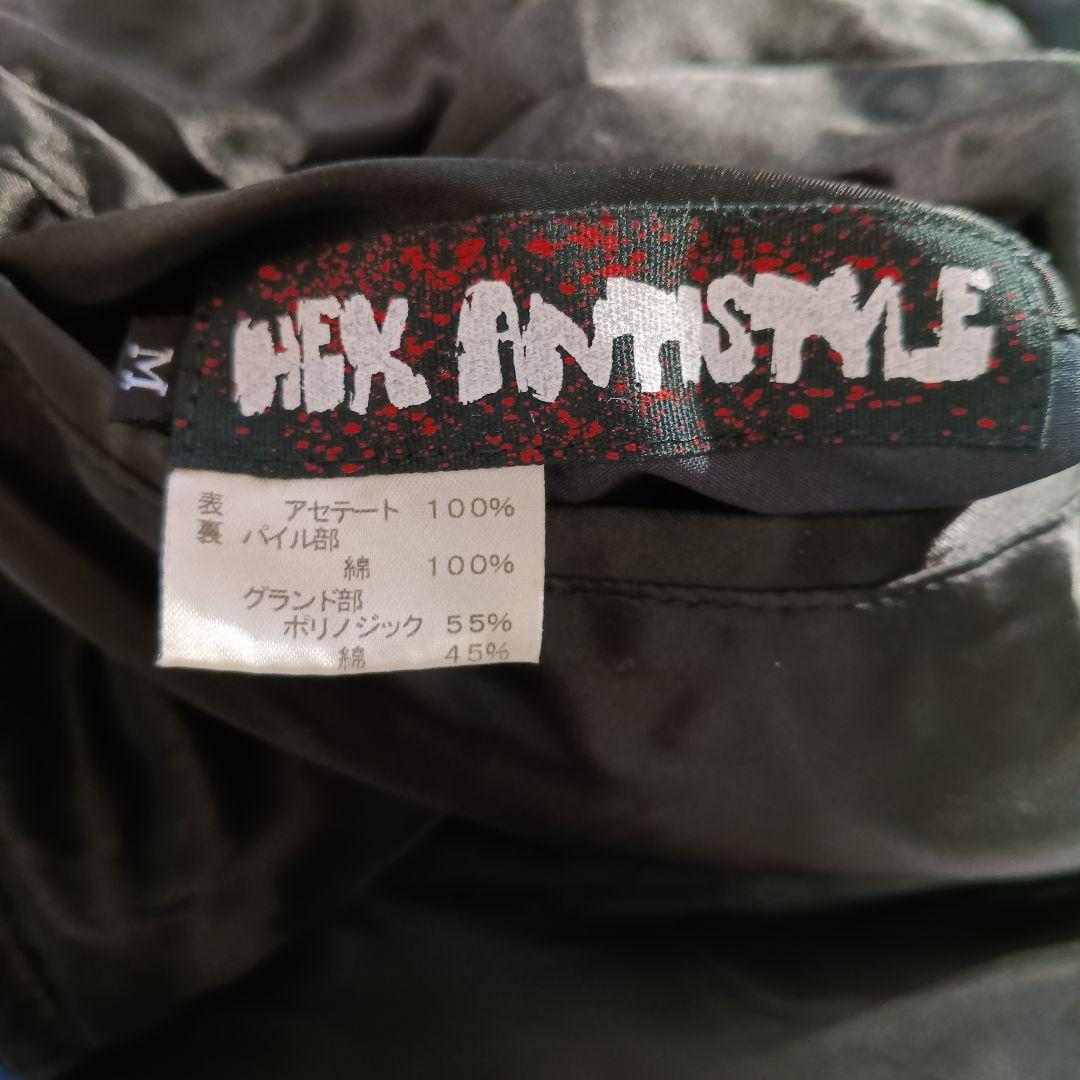 HEX ANTISTYLE
M
表 アセテート 100%
裏 パイル部
綿 100%
グランド部
ポリノジック 55%
綿 45%